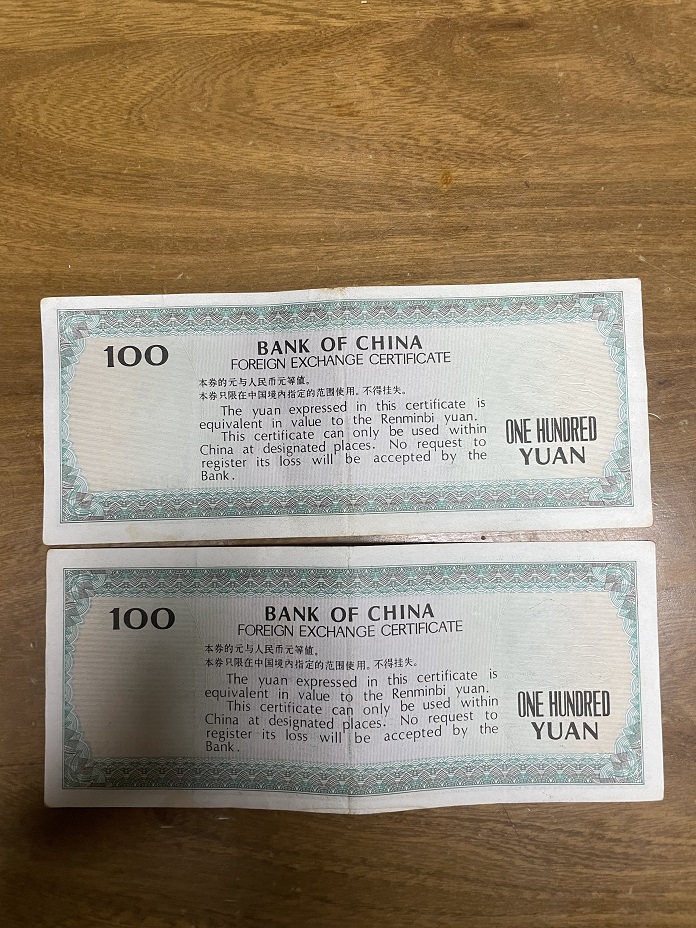 100
BANK OF CHINA
FOREIGN EXCHANGE CERTIFICATE
本券的元与人民币元等值。
本券只限在中国境内指定的范围使用。不得挂失。
The yuan expressed in this certificate is
equivalent in value to the Renminbi yuan.
This certificate can only be used within
China at designated places. No request to
register its loss will be accepted by the
Bank.
ONE HUNDRED
YUAN
100
BANK OF CHINA
FOREIGN EXCHANGE CERTIFICATE
本券的元与人民币元等值。
本券只限在中国境内指定的范围使用。不得挂失。
The yuan expressed in this certificate is
equivalent in value to the Renminbi yuan.
This certificate can only be used within
China at designated places. No request to
register its loss will be accepted by the
Bank.
ONE HUNDRED
YUAN